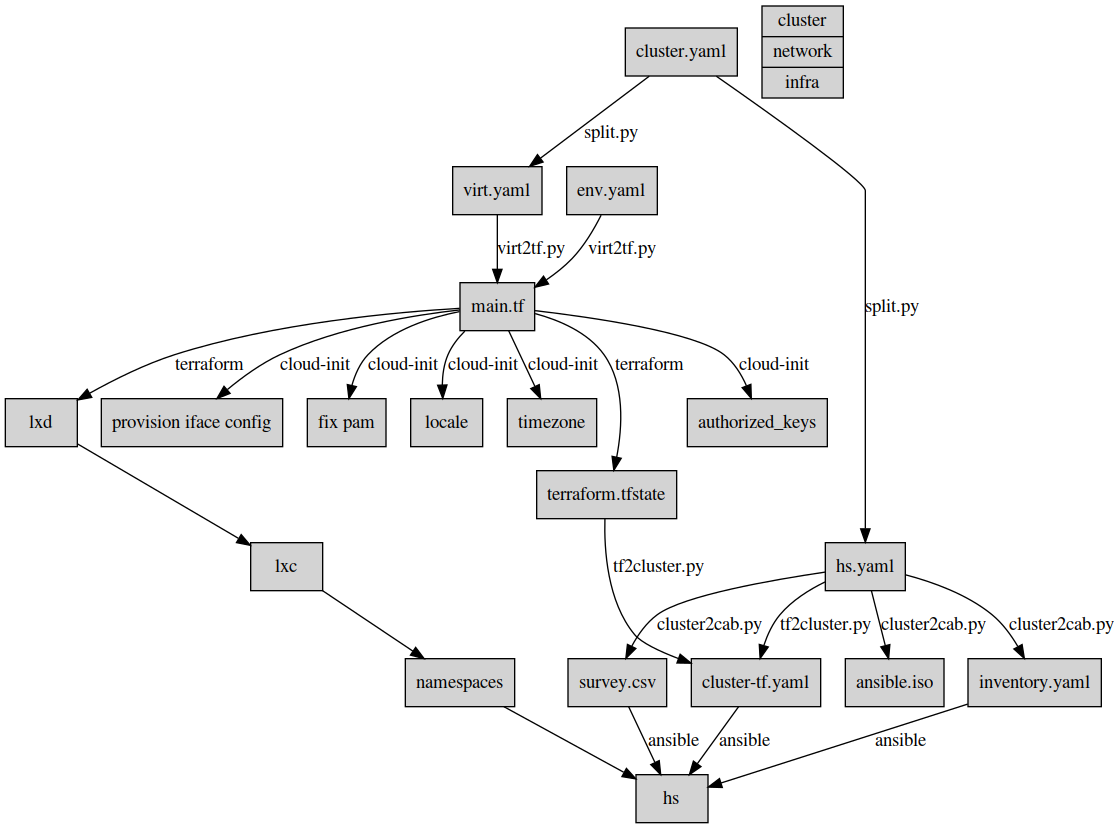 cluster
cluster.yaml
network
infra
split.py
virt.yaml
env.yaml
virt2tf.py
virt2tf.py
main.tf
split.py
terraform
cloud-init
cloud-init
cloud-init
cloud-init
terraform
cloud-init
lxd
provision iface config
fix pam
locale
timezone
authorized_keys
terraform.tfstate
lxc
tf2cluster.py
hs.yaml
cluster2cab.py
tf2cluster.py
cluster2cab.py
cluster2cab.py
namespaces
survey.csv
cluster-tf.yaml
ansible.iso
inventory.yaml
ansible
ansible
ansible
hs